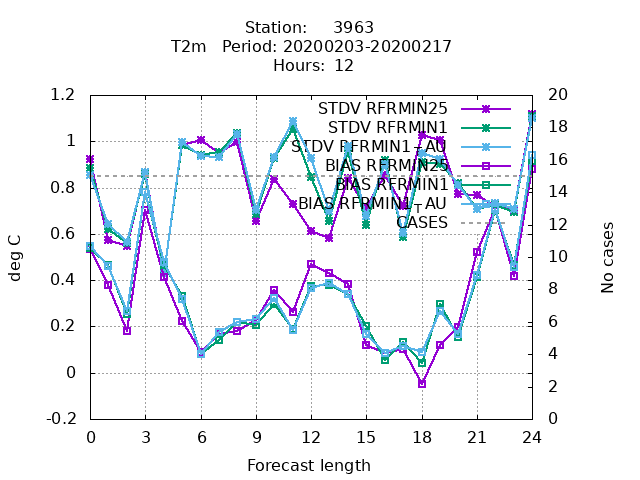 Station: 3963
T2m Period: 20200203-20200217
Hours: 12
1.2
1
0.8
0.6
0.4
0.2
0
-0.2
20
18
16
14
12
10
8
6
4
2
0
deg C
No cases
STDV RFRMIN25
STDV RFRMIN1
STDV RFRMIN1+AU
BIAS RFRMIN25
BIAS RFRMIN1
BIAS RFRMIN1+AU
CASES
0 3 6 9 12 15 18 21 24
Forecast length